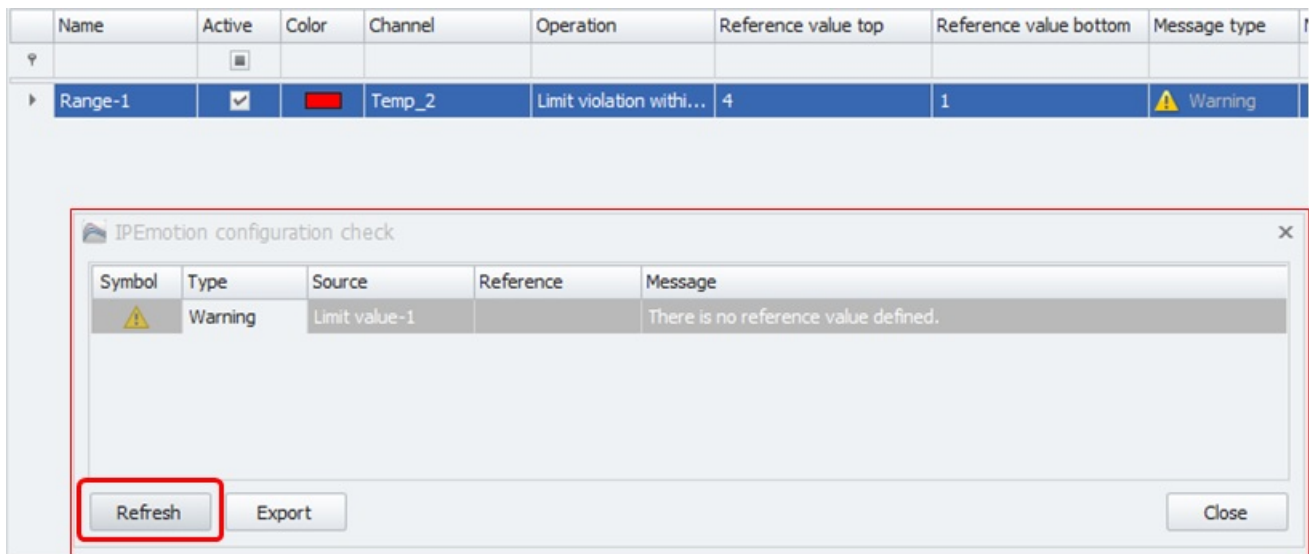 Name Active Color Channel Operation Reference value top Reference value bottom Message type
Range-1 Temp_2 Limit violation withi... 4 1 Warning
IPEmotion configuration check
Symbol Type Source Reference Message
Warning Limit value-1 There is no reference value defined.
Refresh Export Close